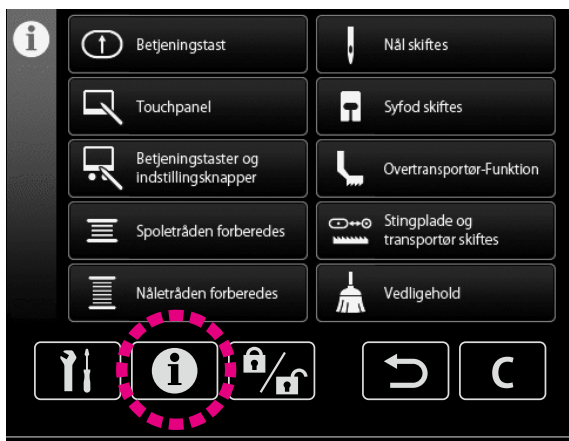 i
Betjeningstast
Nål skiftes
Touchpanel
Syfod skiftes
Betjeningstaster og
indstillingsknapper
Overtransportør-Funktion
Spoletråden forberedes
Stingplade og
transportør skiftes
Nåletråden forberedes
Vedligehold
i
C